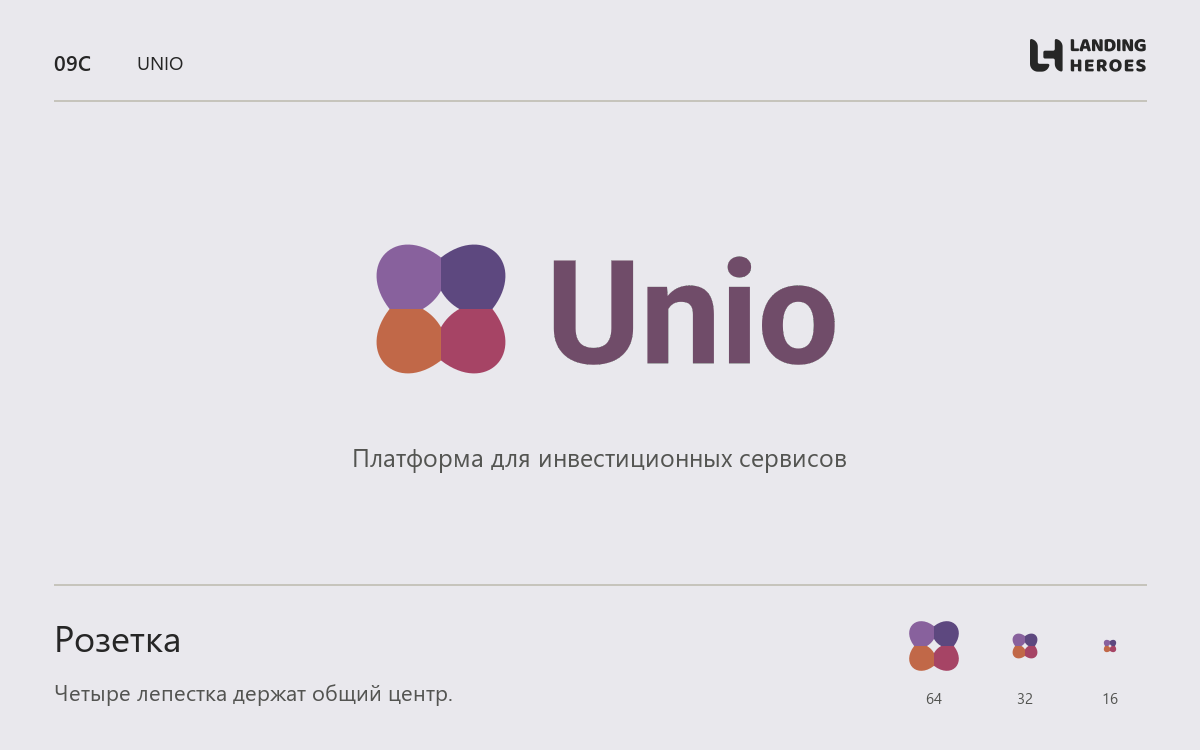 09C UNIO
LANDING
HEROES
Unio
Платформа для инвестиционных сервисов
Розетка
Четыре лепестка держат общий центр.
64 32 16